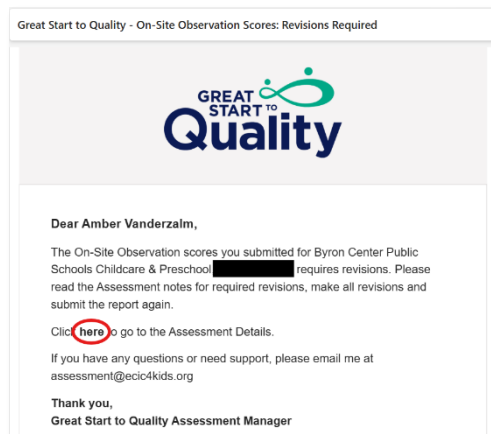 Great Start to Quality - On-Site Observation Scores: Revisions Required
GREAT
START TO
Quality
Dear Amber Vanderzalm,
The On-Site Observation scores you submitted for Byron Center Public
Schools Childcare & Preschool requires revisions. Please
read the Assessment notes for required revisions, make all revisions and
submit the report again.
Click here to go to the Assessment Details.
If you have any questions or need support, please email me at
assessment@ecic4kids.org
Thank you,
Great Start to Quality Assessment Manager